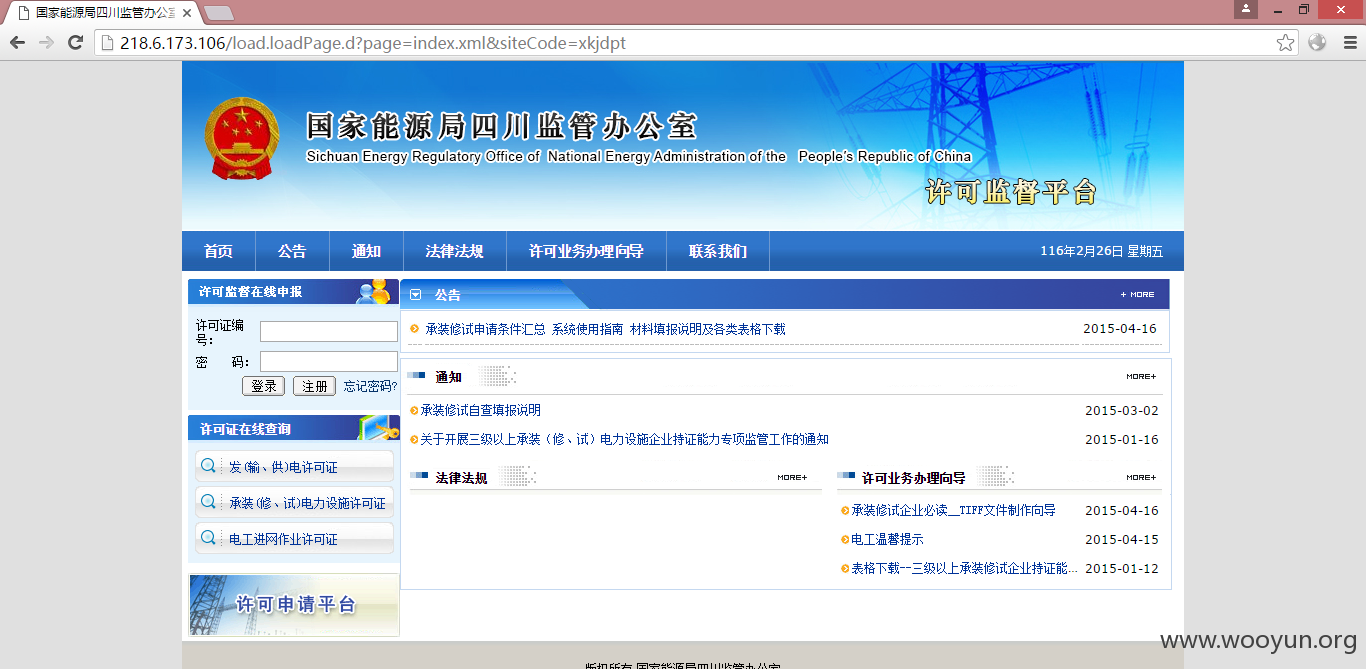 国家能源局四川监管办公室
218.6.173.106/load.loadPage.d?page=index.xml&siteCode=xkjdpt
国家能源局四川监管办公室
Sichuan Energy Regulatory Office of National Energy Administration of the People's Republic of China
许可监督平台
首页 公告 通知 法律法规 许可业务办理向导 联系我们 116年2月26日 星期五
许可监督在线申报
许可证编号:
密 码:
登录 注册 忘记密码?
许可证在线查询
发(输、供)电许可证
承装(修、试)电力设施许可证
电工进网作业许可证
许可申请平台
公告 + MORE
承装修试申请条件汇总 系统使用指南 材料填报说明及各类表格下载 2015-04-16
通知 MORE+
承装修试自查填报说明 2015-03-02
关于开展三级以上承装（修、试）电力设施企业持证能力专项监管工作的通知 2015-01-16
法律法规 MORE+
许可业务办理向导 MORE+
承装修试企业必读__TIFF文件制作向导 2015-04-16
电工温馨提示 2015-04-15
表格下载--三级以上承装修试企业持证能... 2015-01-12
版权所有 国家能源局四川监管办公室
www.wooyun.org